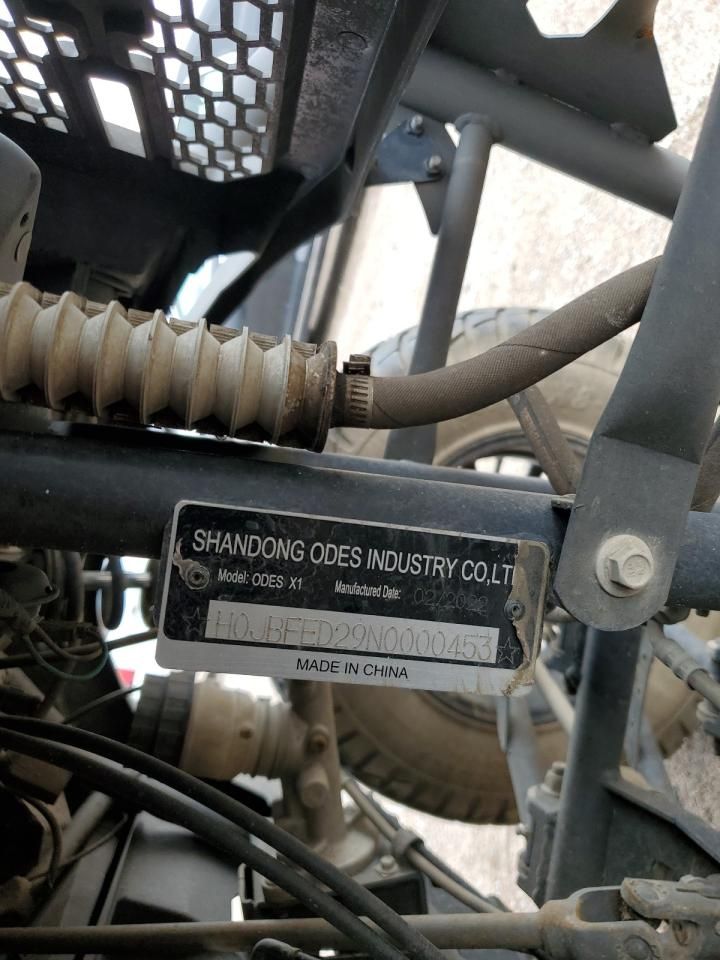 SHANDONG ODES INDUSTRY CO,LT
Model: ODES X1 Manufactured Date: 02/2022
☆H0JBFED29N0000453☆
MADE IN CHINA